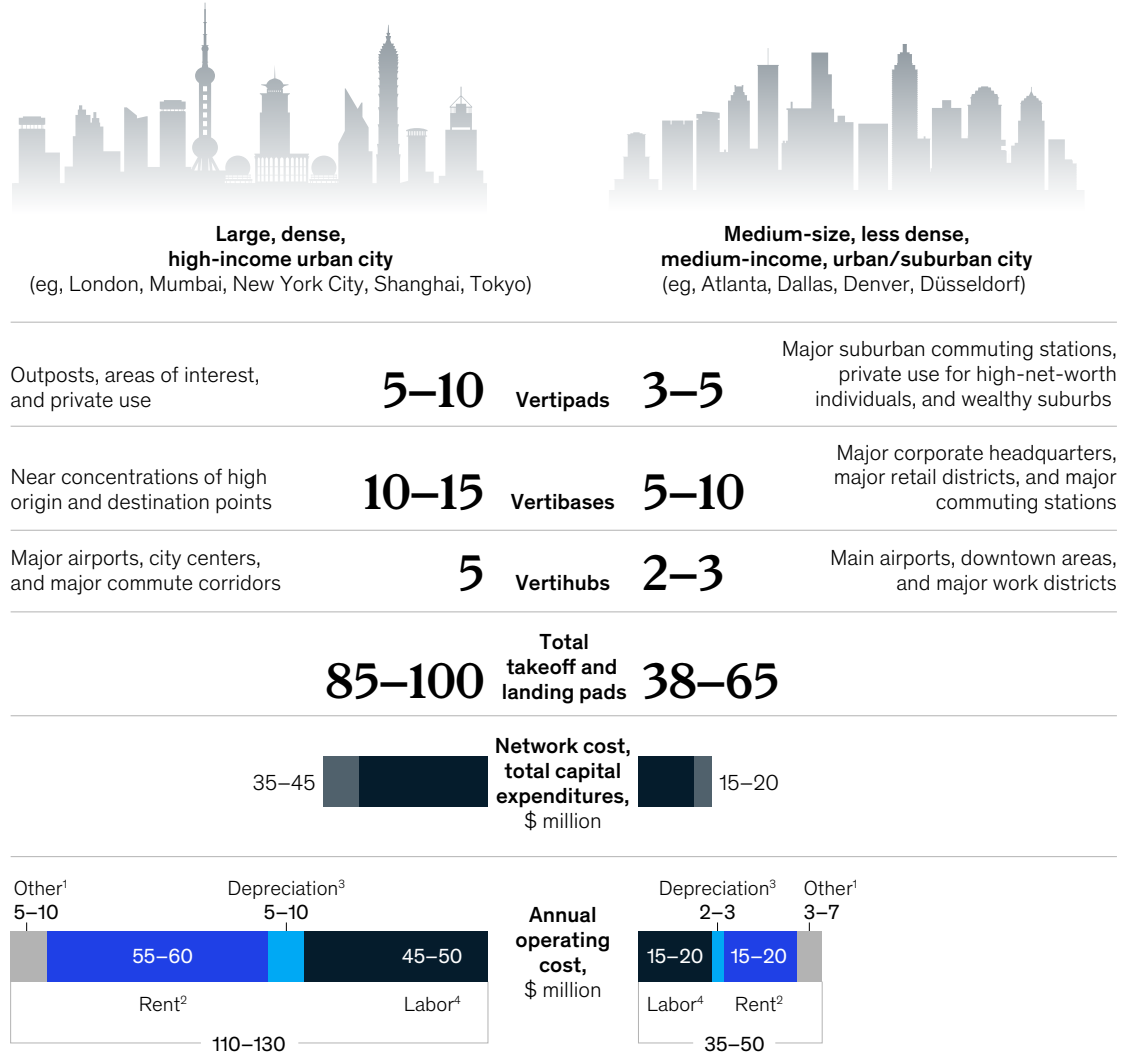 Large, dense,
high-income urban city
(eg, London, Mumbai, New York City, Shanghai, Tokyo)
Medium-size, less dense,
medium-income, urban/suburban city
(eg, Atlanta, Dallas, Denver, Düsseldorf)
Outposts, areas of interest,
and private use
5–10
Vertipads
3–5
Major suburban commuting stations,
private use for high-net-worth
individuals, and wealthy suburbs
Near concentrations of high
origin and destination points
10–15
Vertibases
5–10
Major corporate headquarters,
major retail districts, and major
commuting stations
Major airports, city centers,
and major commute corridors
5
Vertihubs
2–3
Main airports, downtown areas,
and major work districts
85–100
Total
takeoff and
landing pads
38–65
35–45
Network cost,
total capital
expenditures,
$ million
15–20
Other¹
5–10
Depreciation³
5–10
55–60
45–50
Rent²
Labor⁴
110–130
Annual
operating
cost,
$ million
Depreciation³
2–3
Other¹
3–7
15–20
15–20
Labor⁴
Rent²
35–50